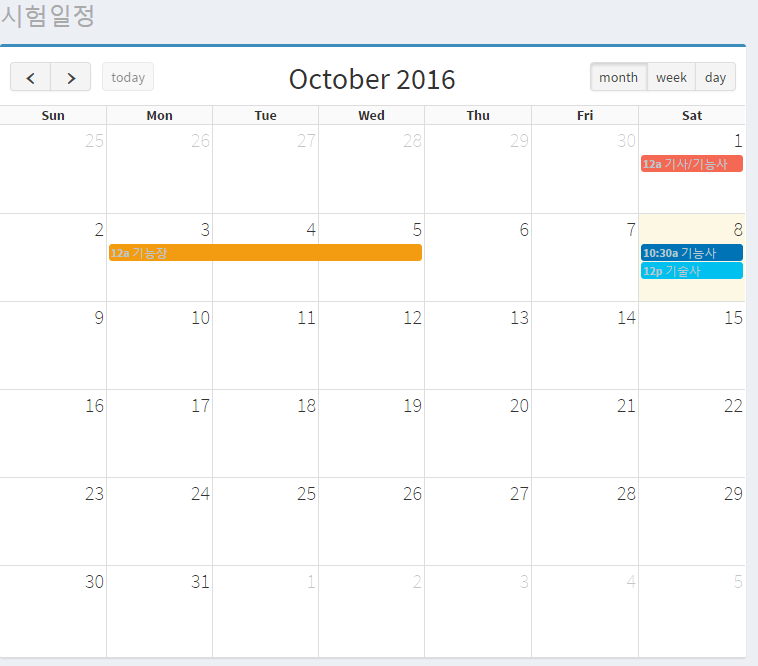 시험일정
today
October 2016
month week day
Sun Mon Tue Wed Thu Fri Sat
25 26 27 28 29 30 1
12a 기사/기능사
2 3 4 5 6 7 8
12a 기능장
10:30a 기능사
12p 기술사
9 10 11 12 13 14 15
16 17 18 19 20 21 22
23 24 25 26 27 28 29
30 31 1 2 3 4 5